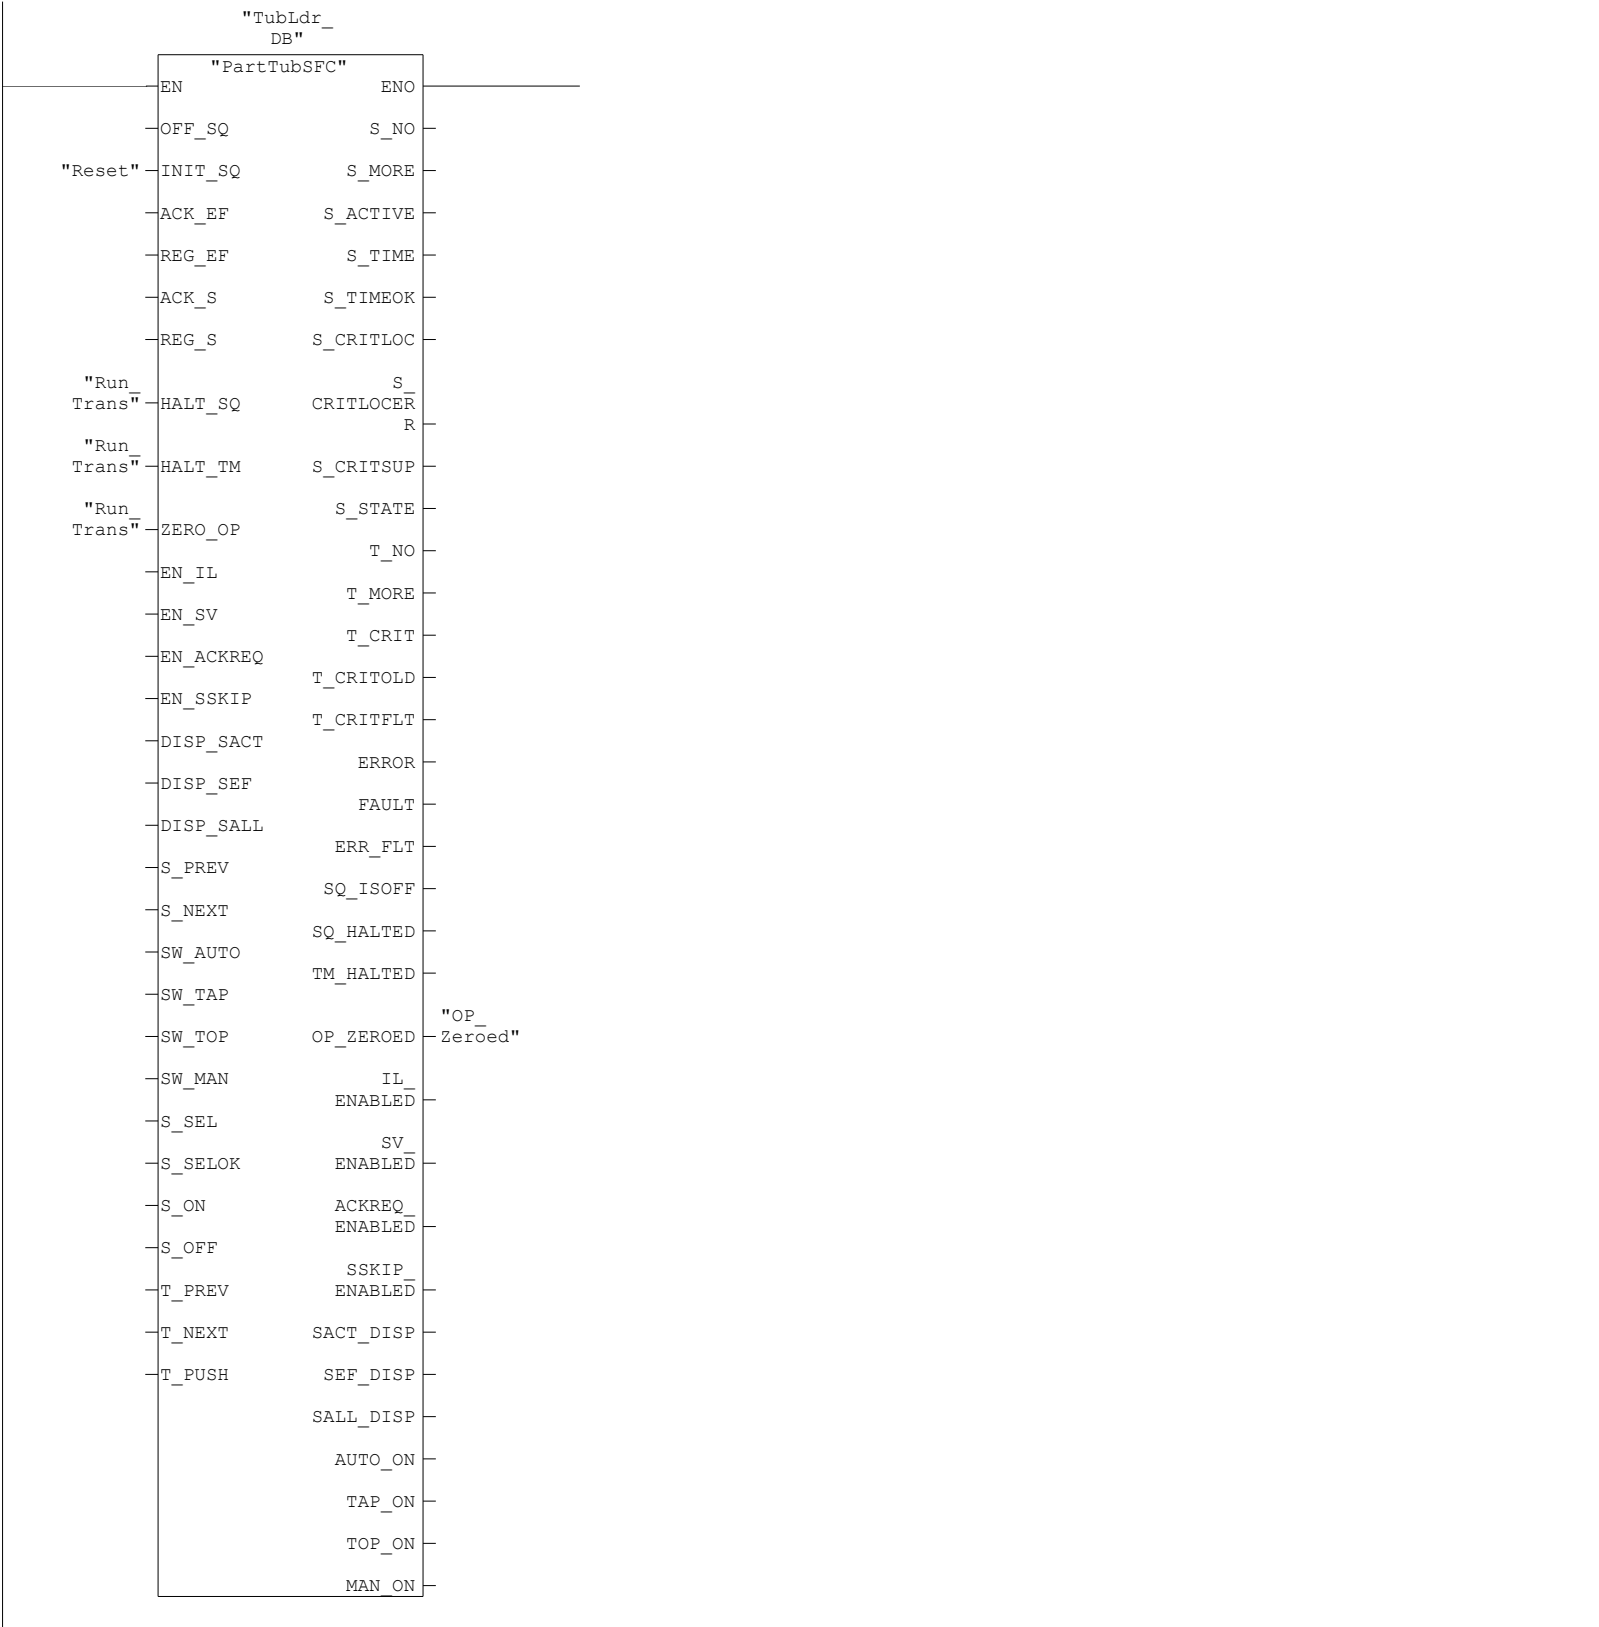 "TubLdr_
DB"
"PartTubSFC"
EN ENO
OFF_SQ S_NO
"Reset" INIT_SQ S_MORE
ACK_EF S_ACTIVE
REG_EF S_TIME
ACK_S S_TIMEOK
REG_S S_CRITLOC
"Run_ S_
Trans" HALT_SQ CRITLOCER
R
"Run_
Trans" HALT_TM S_CRITSUP
"Run_ S_STATE
Trans" ZERO_OP
T_NO
EN_IL
T_MORE
EN_SV
T_CRIT
EN_ACKREQ
T_CRITOLD
EN_SSKIP
T_CRITFLT
DISP_SACT
ERROR
DISP_SEF
FAULT
DISP_SALL
ERR_FLT
S_PREV
SQ_ISOFF
S_NEXT
SQ_HALTED
SW_AUTO
TM_HALTED
SW_TAP
"OP_
SW_TOP OP_ZEROED Zeroed"
SW_MAN IL_
ENABLED
S_SEL
SV_
S_SELOK ENABLED
S_ON ACKREQ_
ENABLED
S_OFF
SSKIP_
T_PREV ENABLED
T_NEXT SACT_DISP
T_PUSH SEF_DISP
SALL_DISP
AUTO_ON
TAP_ON
TOP_ON
MAN_ON